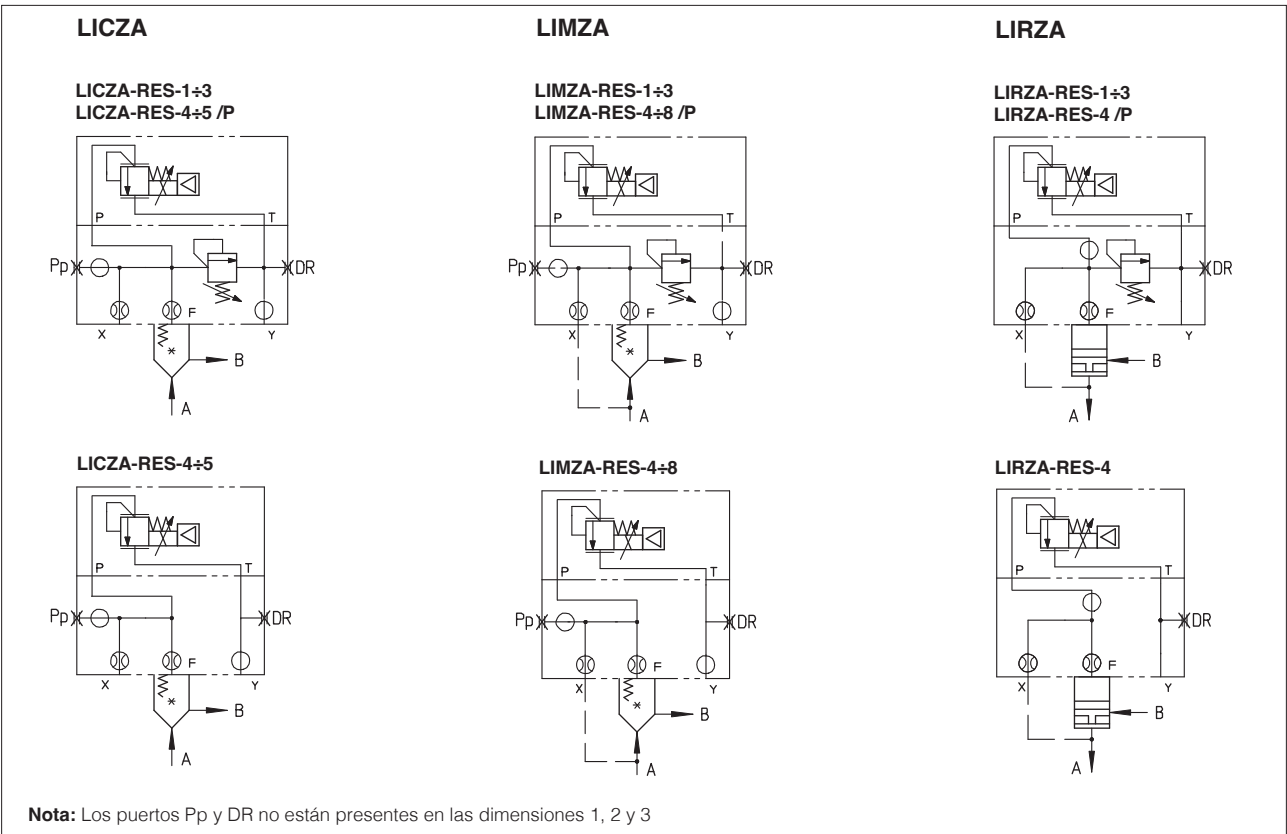 LICZA
LIMZA
LIRZA
LICZA-RES-1÷3
LICZA-RES-4÷5 /P
LIMZA-RES-1÷3
LIMZA-RES-4÷8 /P
LIRZA-RES-1÷3
LIRZA-RES-4 /P
P
T
Pp
DR
X
F
Y
B
A
P
T
Pp
DR
X
F
Y
B
A
P
T
DR
X
F
Y
B
A
LICZA-RES-4÷5
LIMZA-RES-4÷8
LIRZA-RES-4
P
T
Pp
DR
X
F
Y
B
A
P
T
Pp
DR
X
F
Y
B
A
P
T
DR
X
F
Y
B
A
Nota: Los puertos Pp y DR no están presentes en las dimensiones 1, 2 y 3